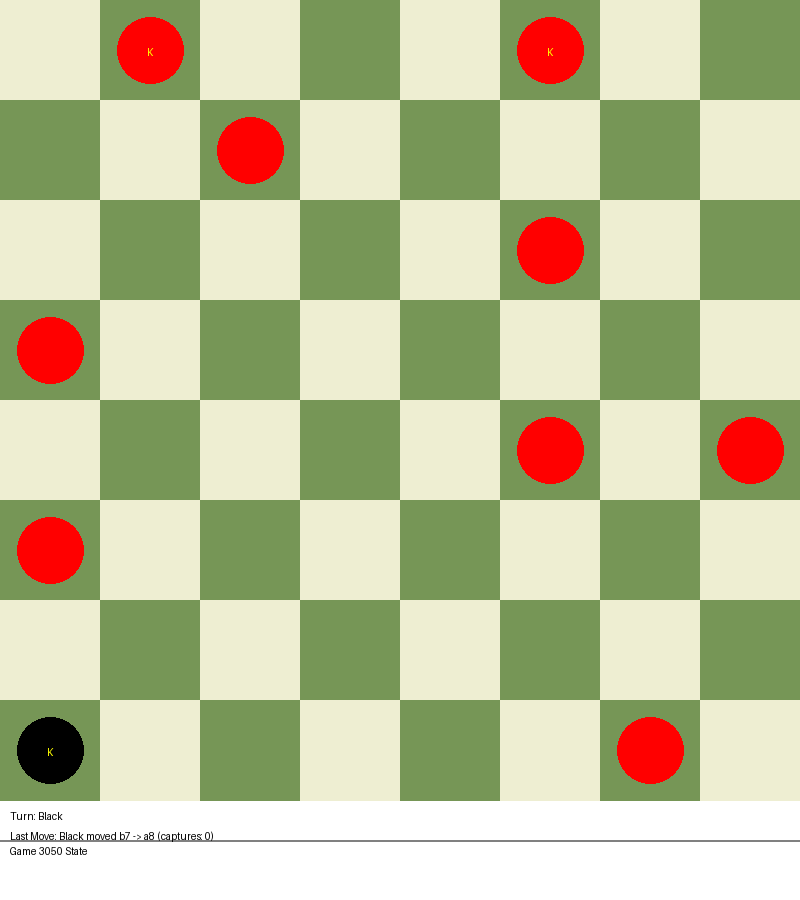 K
K
K
Turn: Black
Last Move: Black moved b7 -> a8 (captures: 0)
Game 3050 State